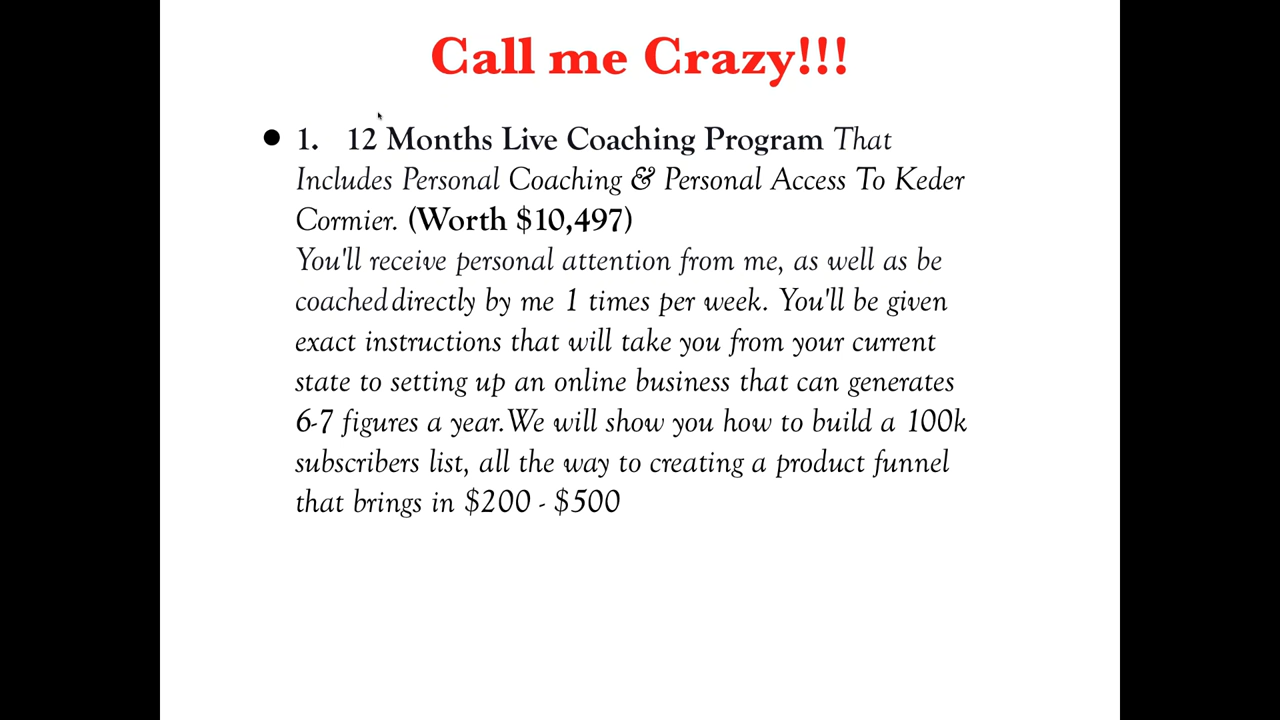 Call me Crazy!!!
• 1. 12 Months Live Coaching Program That
Includes Personal Coaching & Personal Access To Keder
Cormier. (Worth $10,497)
You'll receive personal attention from me, as well as be
coached directly by me 1 times per week. You'll be given
exact instructions that will take you from your current
state to setting up an online business that can generates
6-7 figures a year.We will show you how to build a 100k
subscribers list, all the way to creating a product funnel
that brings in $200 - $500